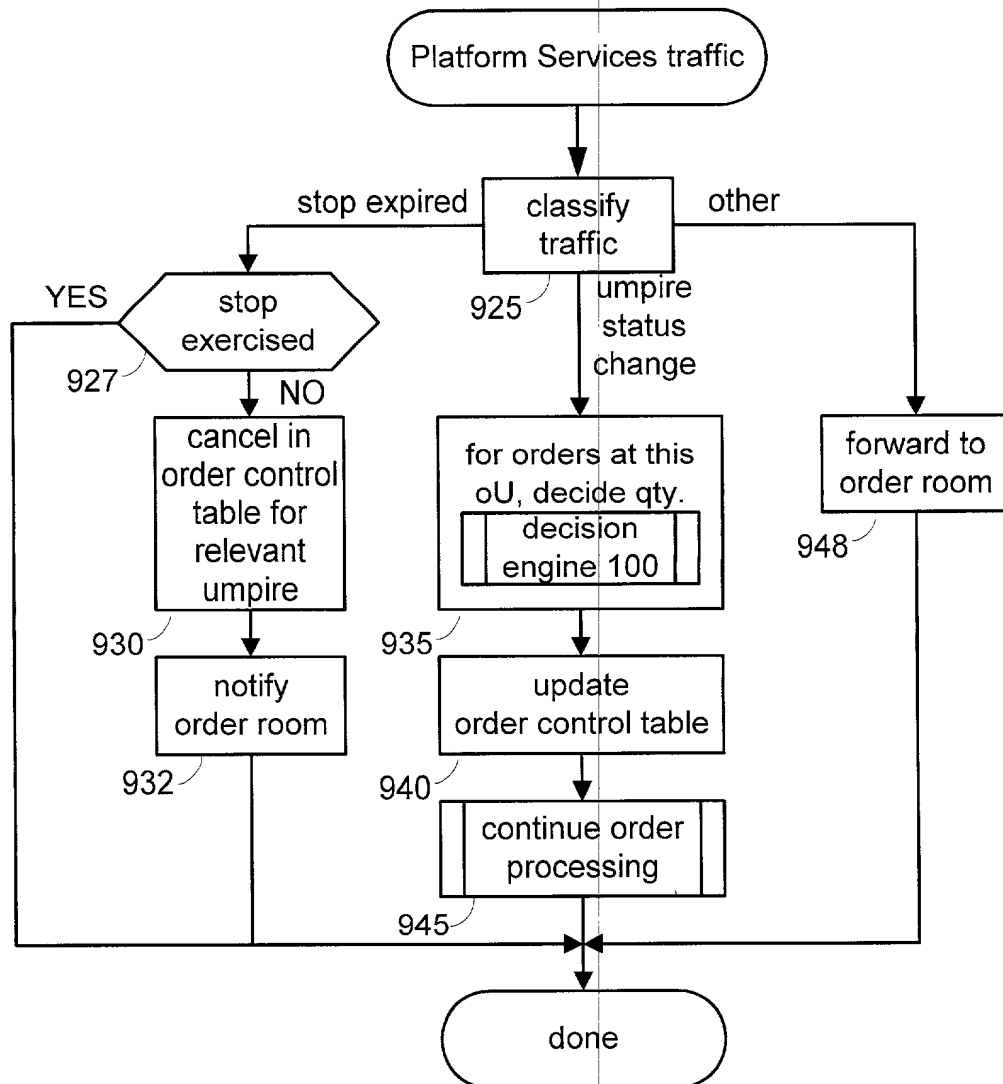 Platform Services traffic
stop expired
classify
traffic
other
925
YES
stop
exercised
927
NO
umpire
status
change
cancel in
order control
table for
relevant
umpire
930
for orders at this
oU, decide qty.
decision
engine 100
935
forward to
order room
948
notify
order room
932
update
order control table
940
continue order
processing
945
done